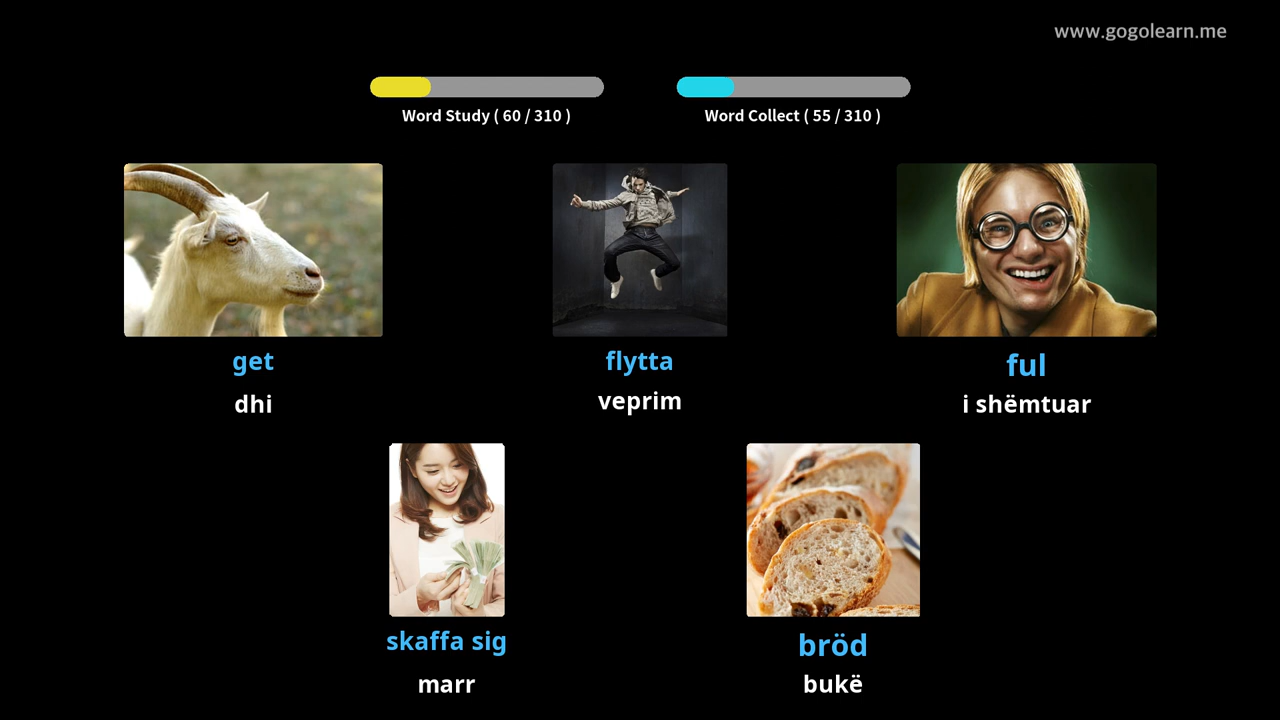 www.gogolearn.me
Word Study ( 60 / 310 )
Word Collect ( 55 / 310 )
get
flytta
ful
dhi
veprim
i shëmtuar
skaffa sig
bröd
marr
bukë